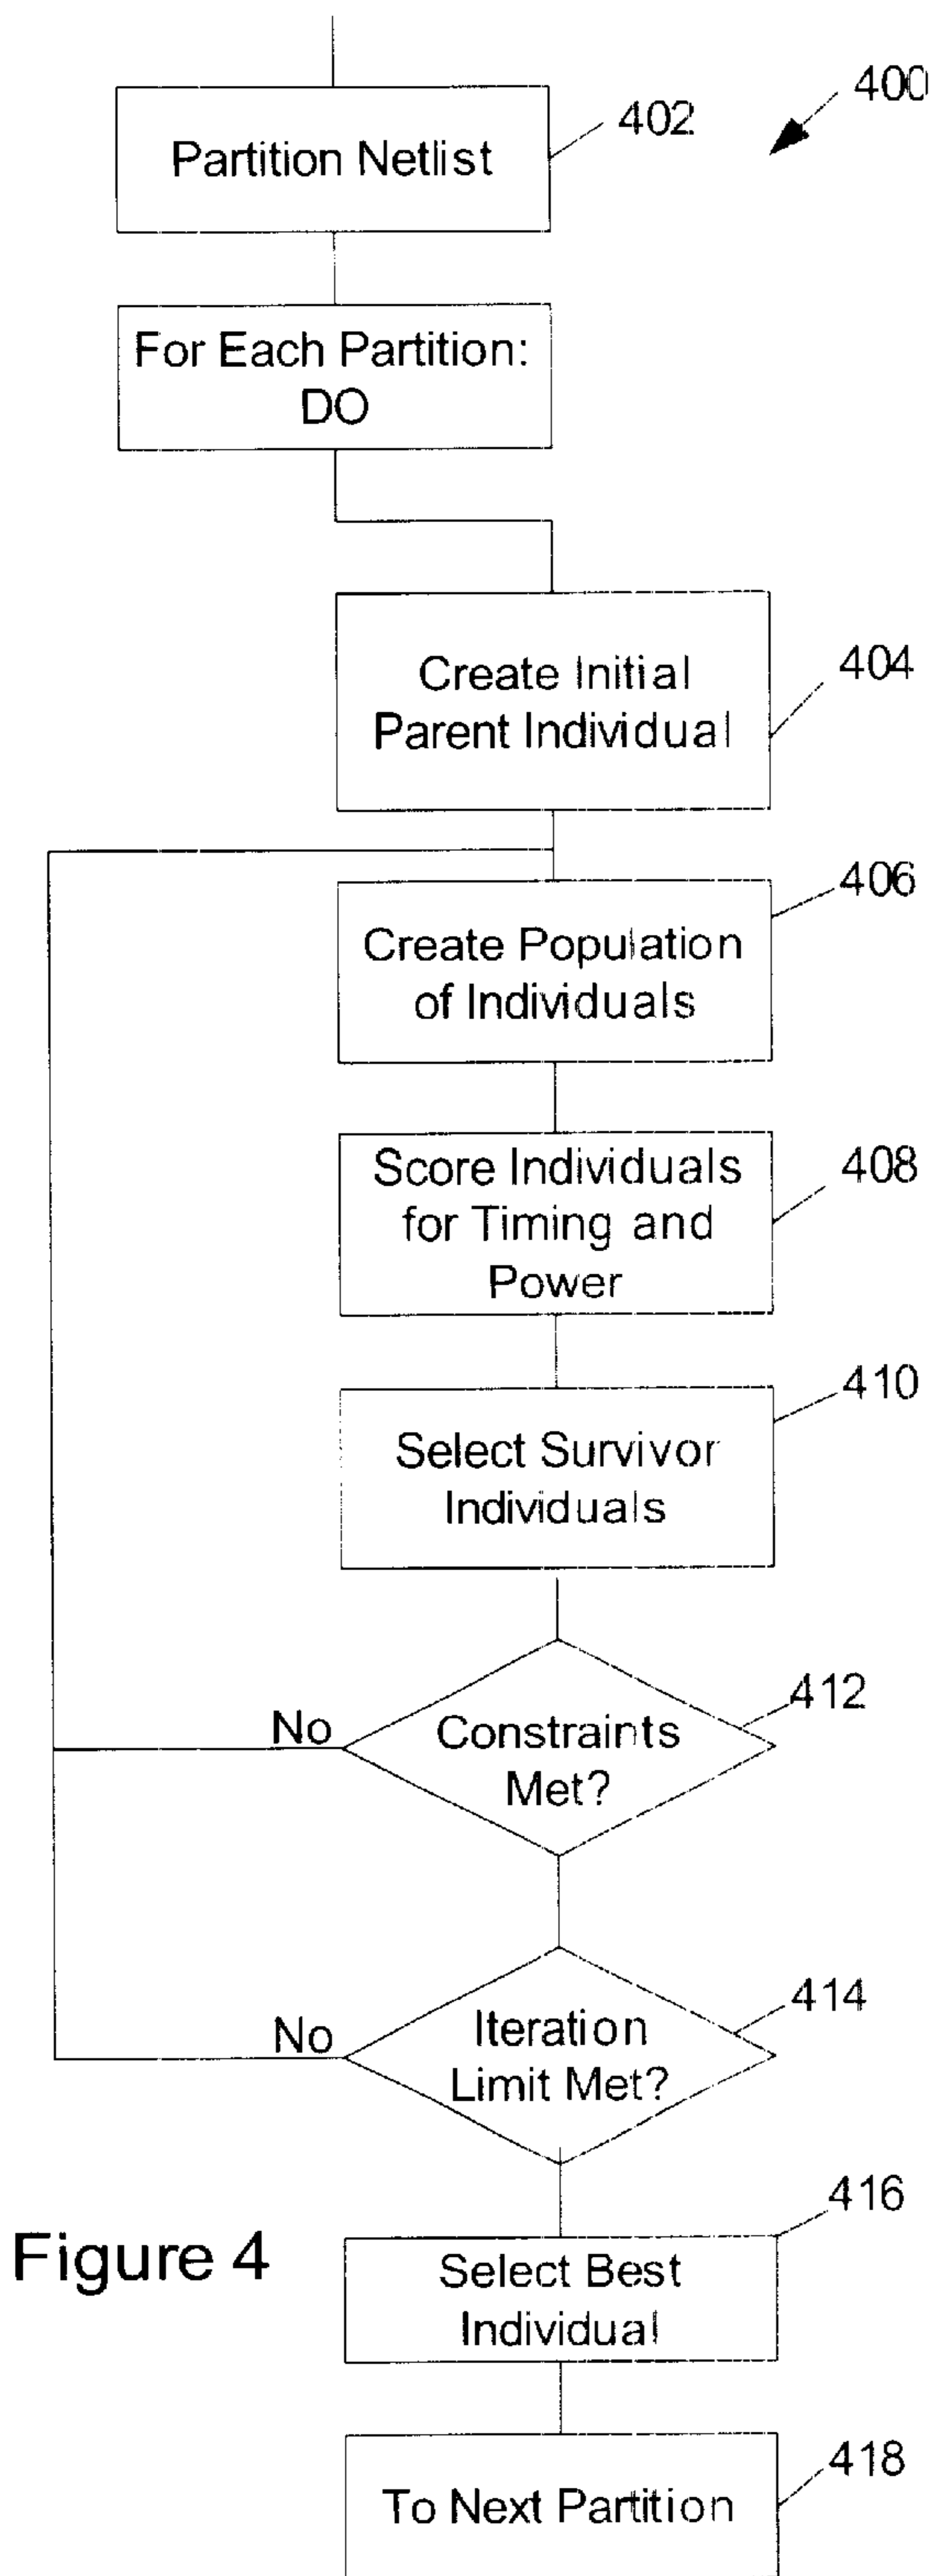 400
402
Partition Netlist
For Each Partition:
DO
404
Create Initial
Parent Individual
406
Create Population
of Individuals
408
Score Individuals
for Timing and
Power
410
Select Survivor
Individuals
412
No
Constraints
Met?
414
No
Iteration
Limit Met?
416
Figure 4
Select Best
Individual
418
To Next Partition